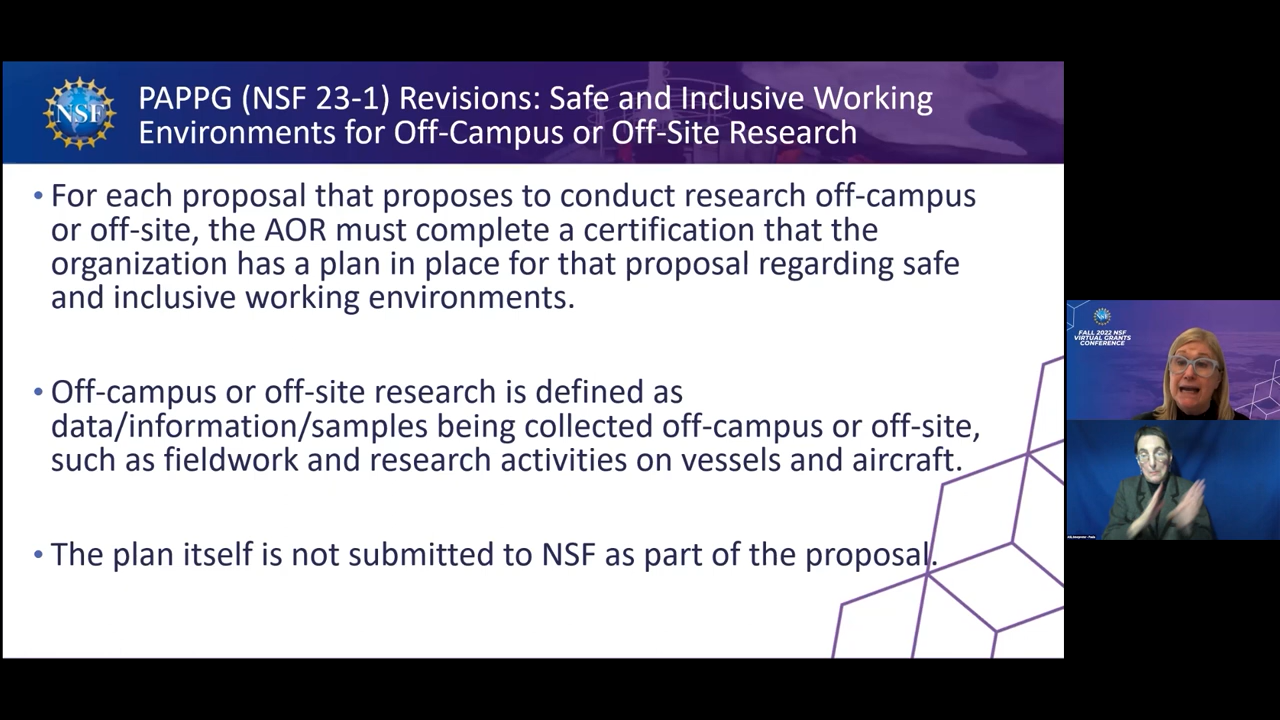 NSF
PAPPG (NSF 23-1) Revisions: Safe and Inclusive Working
Environments for Off-Campus or Off-Site Research
• For each proposal that proposes to conduct research off-campus
or off-site, the AOR must complete a certification that the
organization has a plan in place for that proposal regarding safe
and inclusive working environments.
• Off-campus or off-site research is defined as
data/information/samples being collected off-campus or off-site,
such as fieldwork and research activities on vessels and aircraft.
• The plan itself is not submitted to NSF as part of the proposal.
NSF
FALL 2022 NSF
VIRTUAL GRANTS
CONFERENCE